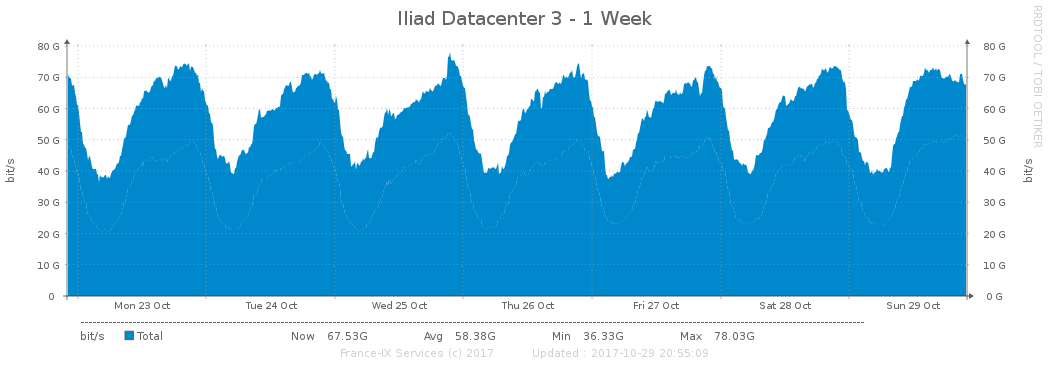 Iliad Datacenter 3 - 1 Week
RRDTOOL / TOBI OETIKER
bit/s
80 G
70 G
60 G
50 G
40 G
30 G
20 G
10 G
0
80 G
70 G
60 G
50 G
40 G
30 G
20 G
10 G
0 G
bit/s
Mon 23 Oct Tue 24 Oct Wed 25 Oct Thu 26 Oct Fri 27 Oct Sat 28 Oct Sun 29 Oct
bit/s Total Now 67.53G Avg 58.38G Min 36.33G Max 78.03G
France-IX Services (c) 2017 Updated : 2017-10-29 20:55:09